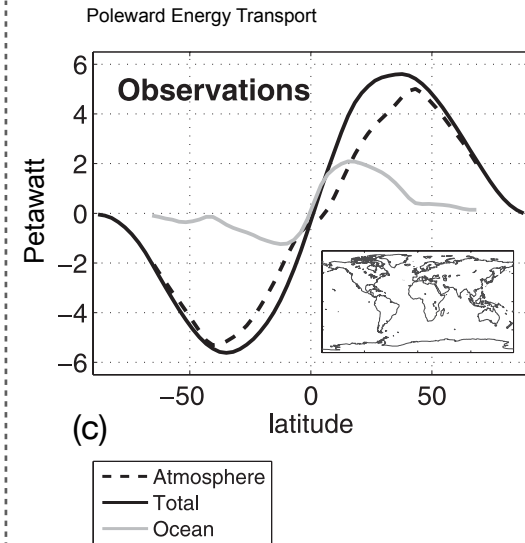 Poleward Energy Transport
Observations
6
4
2
0
−2
−4
−6
Petawatt
−50 0 50
latitude
(c)
Atmosphere
Total
Ocean